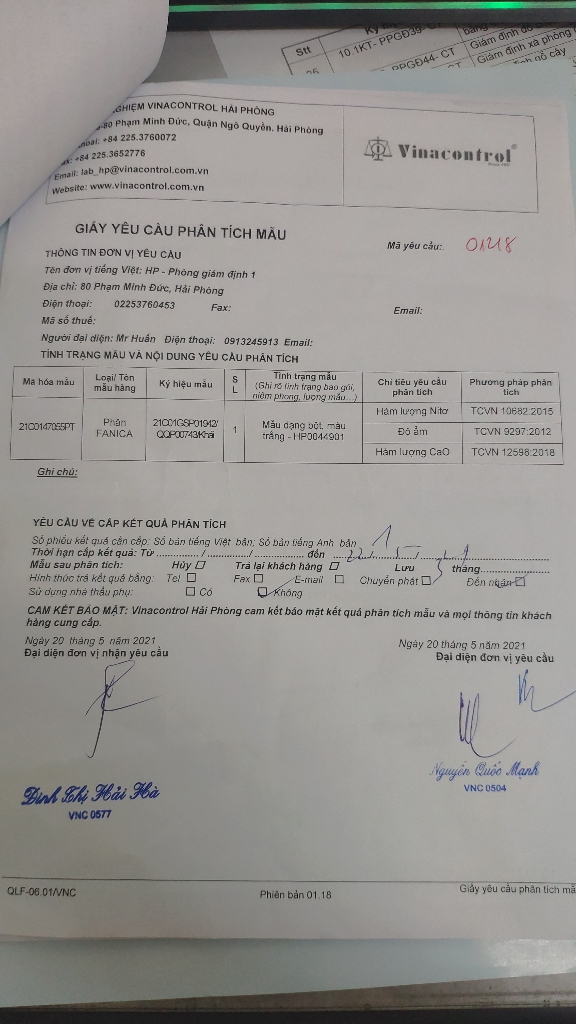 Stt
10.1KT- PPGĐ39- CT
PPGĐ44- CT
Giám định xà phòng
GHIỆM VINACONTROL HẢI PHÒNG
80 Phạm Minh Đức, Quận Ngô Quyền. Hải Phòng
+84 225.3760072
+84 225.3652776
Email: lab_hp@vinacontrol.com.vn
Website: www.vinacontrol.com.vn
Vinacontrol®
GIẤY YÊU CẦU PHÂN TÍCH MẪU
Mã yêu cầu: 01218
THÔNG TIN ĐƠN VỊ YÊU CẦU
Tên đơn vị tiếng Việt: HP - Phòng giám định 1
Địa chỉ: 80 Phạm Minh Đức, Hải Phòng
Điện thoại: 02253760453 Fax: Email:
Mã số thuế:
Người đại diện: Mr Huấn Điện thoại: 0913245913 Email:
TÌNH TRẠNG MẪU VÀ NỘI DUNG YÊU CẦU PHÂN TÍCH
Mã hóa mẫu | Loại/ Tên mẫu hàng | Ký hiệu mẫu | SL | Tình trạng mẫu (Ghi rõ tình trạng bao gói, niêm phong, lượng mẫu…) | Chỉ tiêu yêu cầu phân tích | Phương pháp phân tích
21C0147055PT | Phân FANICA | 21C01GSP01942/ QQP00743/Khải | 1 | Mẫu dạng bột, màu trắng - HP0044901 | Hàm lượng Nitơ | TCVN 10682:2015
Độ ẩm | TCVN 9297:2012
Hàm lượng CaO | TCVN 12598:2018
Ghi chú:
YÊU CẦU VỀ CẤP KẾT QUẢ PHÂN TÍCH
Số phiếu kết quả cần cấp: Số bản tiếng Việt bản; Số bản tiếng Anh bản 1
Thời hạn cấp kết quả: Từ ............. / ............./ .................... đến 22/5/21
Mẫu sau phân tích: Hủy □ Trả lại khách hàng □ Lưu 3 tháng....................
Hình thức trả kết quả bằng: Tel □ Fax □ E-mail □ Chuyển phát □ Đến nhận □
Sử dụng nhà thầu phụ: □ Có □ Không
CAM KẾT BẢO MẬT: Vinacontrol Hải Phòng cam kết bảo mật kết quả phân tích mẫu và mọi thông tin khách
hàng cung cấp.
Ngày 20 tháng 5 năm 2021 Ngày 20 tháng 5 năm 2021
Đại diện đơn vị nhận yêu cầu Đại diện đơn vị yêu cầu
Nguyễn Quốc Mạnh
VNC 0504
Đinh Thị Hải Hà
VNC 0577
QLF-06.01/VNC Phiên bản 01.18 Giấy yêu cầu phân tích